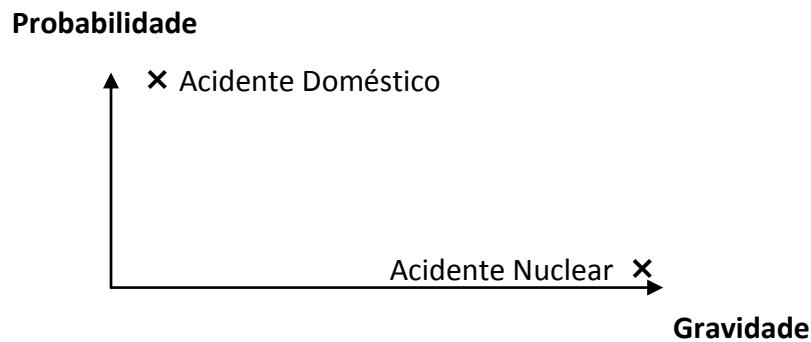 Probabilidade
Acidente Doméstico
Acidente Nuclear
Gravidade